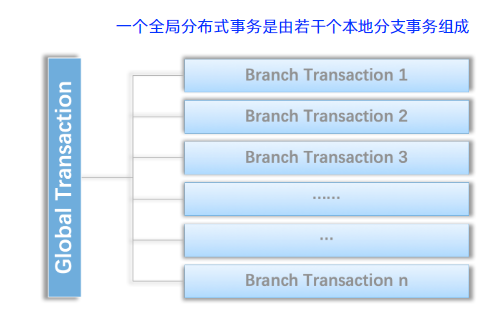 一个全局分布式事务是由若干个本地分支事务组成
Global Transaction
Branch Transaction 1
Branch Transaction 2
Branch Transaction 3
......
...
Branch Transaction n